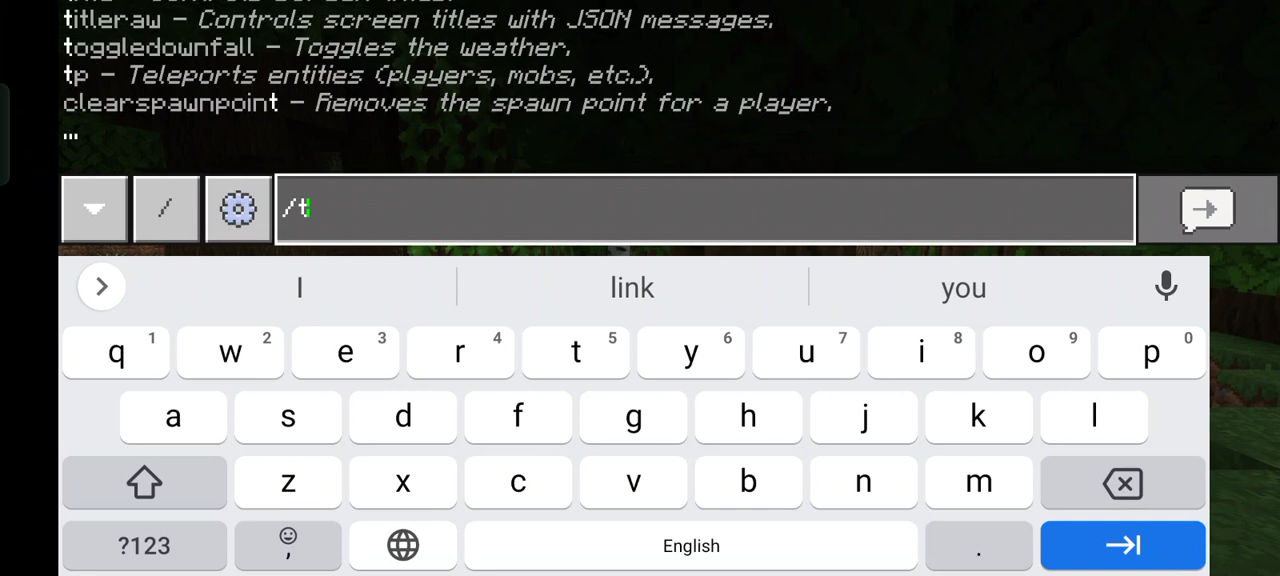 titleraw – Controls screen titles with JSON messages.
toggledownfall – Toggles the weather.
tp – Teleports entities (players, mobs, etc.).
clearspawnpoint – Removes the spawn point for a player.
...
/ /t
I link you
q 1 w 2 e 3 r 4 t 5 y 6 u 7 i 8 o 9 p 0
a s d f g h j k l
z x c v b n m
?123 , English .